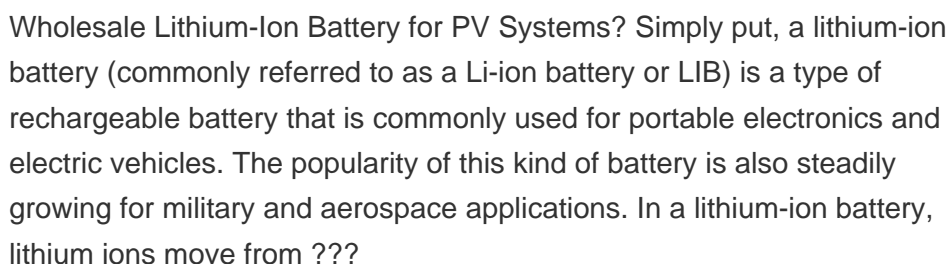 Wholesale Lithium-Ion Battery for PV Systems? Simply put, a lithium-ion
battery (commonly referred to as a Li-ion battery or LIB) is a type of
rechargeable battery that is commonly used for portable electronics and
electric vehicles. The popularity of this kind of battery is also steadily
growing for military and aerospace applications. In a lithium-ion battery,
lithium ions move from ???